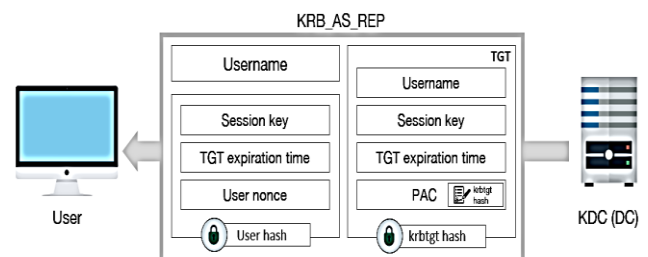 KRB_AS_REP
Username
Session key
TGT expiration time
User nonce
User hash
TGT
Username
Session key
TGT expiration time
PAC
krbtgt
hash
krbtgt hash
User
KDC (DC)